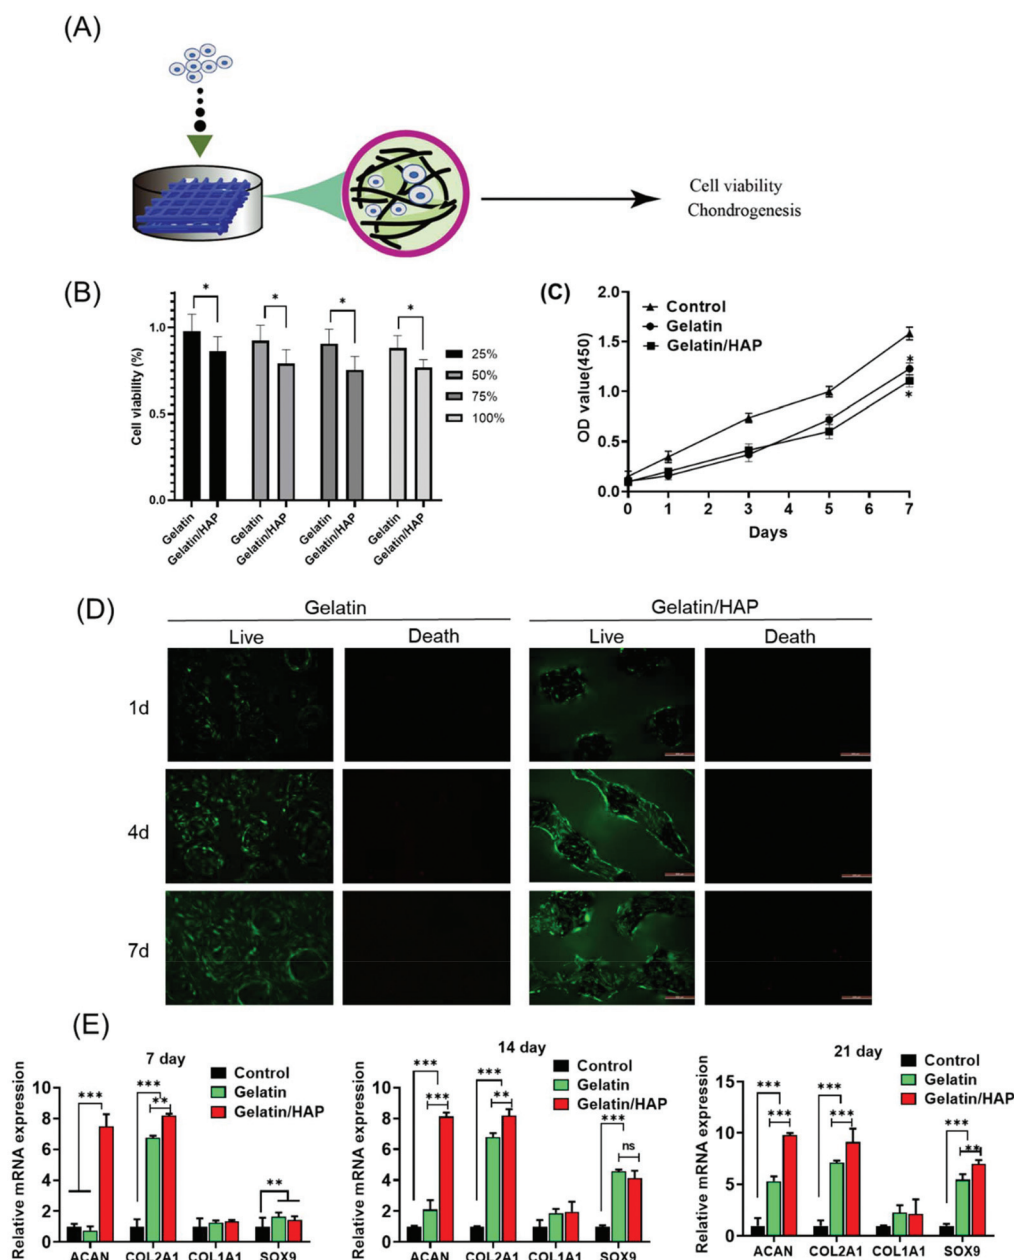 (A)
Cell viability
Chondrogenesis
(B)
Cell viability (%)
1.0
0.5
0.0
* * * *
25%
50%
75%
100%
Gelatin
Gelatin/HAP
Gelatin
Gelatin/HAP
Gelatin
Gelatin/HAP
Gelatin
Gelatin/HAP
(C)
OD value(450)
2.0
1.5
1.0
0.5
0.0
Control
Gelatin
Gelatin/HAP
*
*
0 1 2 3 4 5 6 7
Days
(D)
Gelatin Gelatin/HAP
Live Death Live Death
1d
4d
7d
(E)
7 day
Relative mRNA expression
10
8
6
4
2
0
Control
Gelatin
Gelatin/HAP
*** *** ** **
ACAN COL2A1 COL1A1 SOX9
14 day
Relative mRNA expression
10
8
6
4
2
0
Control
Gelatin
Gelatin/HAP
*** *** *** ** *** ns
ACAN COL2A1 COL1A1 SOX9
21 day
Relative mRNA expression
15
10
5
0
Control
Gelatin
Gelatin/HAP
*** *** *** *** *** **
ACAN COL2A1 COL1A1 SOX9